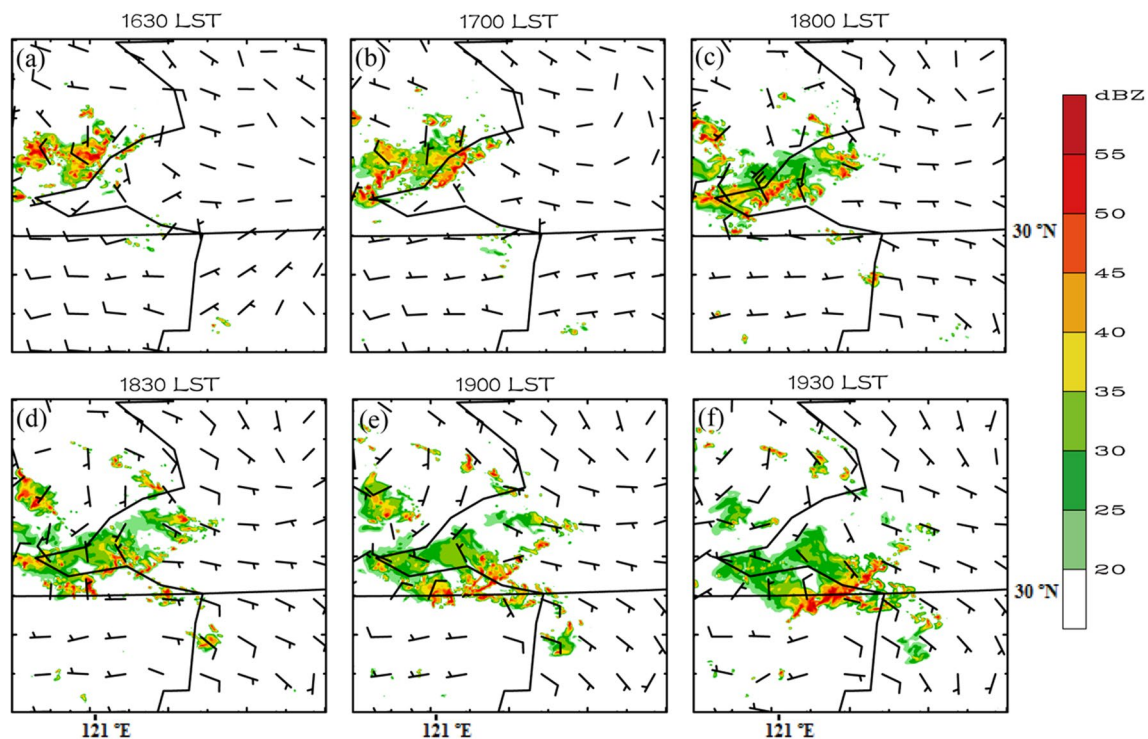 1630 LST
1700 LST
1800 LST
(a)
(b)
(c)
dBZ
55
50
45
40
35
30
25
20
30 °N
1830 LST
1900 LST
1930 LST
(d)
(e)
(f)
30 °N
121 °E
121 °E
121 °E